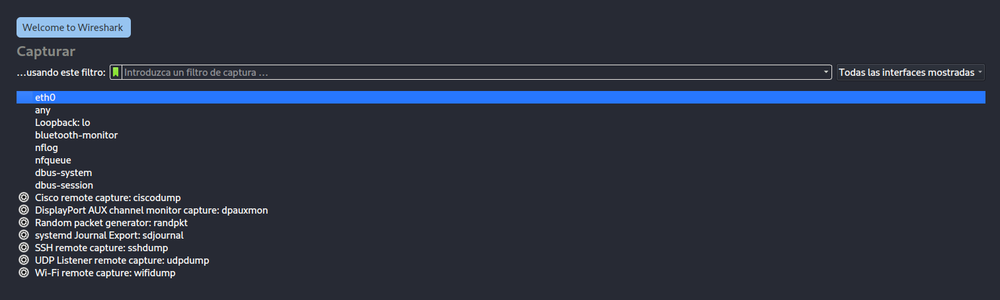 Welcome to Wireshark
Capturar
...usando este filtro: Introduzca un filtro de captura ... Todas las interfaces mostradas
eth0
any
Loopback: lo
bluetooth-monitor
nflog
nfqueue
dbus-system
dbus-session
Cisco remote capture: ciscodump
DisplayPort AUX channel monitor capture: dpauxmon
Random packet generator: randpkt
systemd Journal Export: sdjournal
SSH remote capture: sshdump
UDP Listener remote capture: udpdump
Wi-Fi remote capture: wifidump